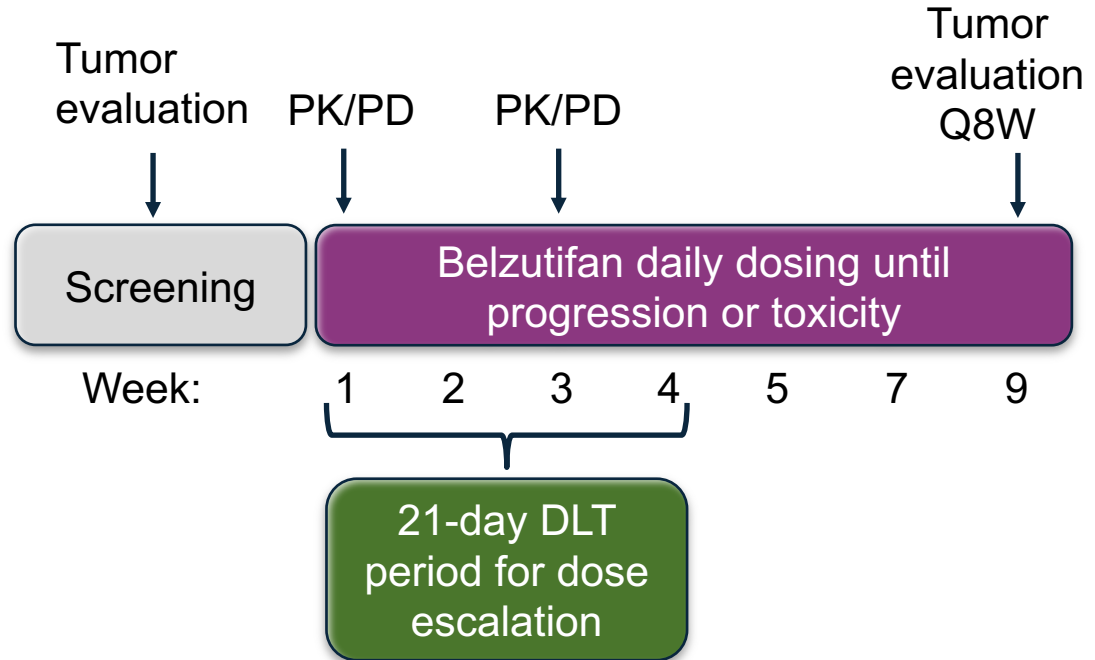 Tumor
evaluation
PK/PD
PK/PD
Tumor
evaluation
Q8W
Screening
Belzutifan daily dosing until
progression or toxicity
Week: 1 2 3 4 5 7 9
21-day DLT
period for dose
escalation